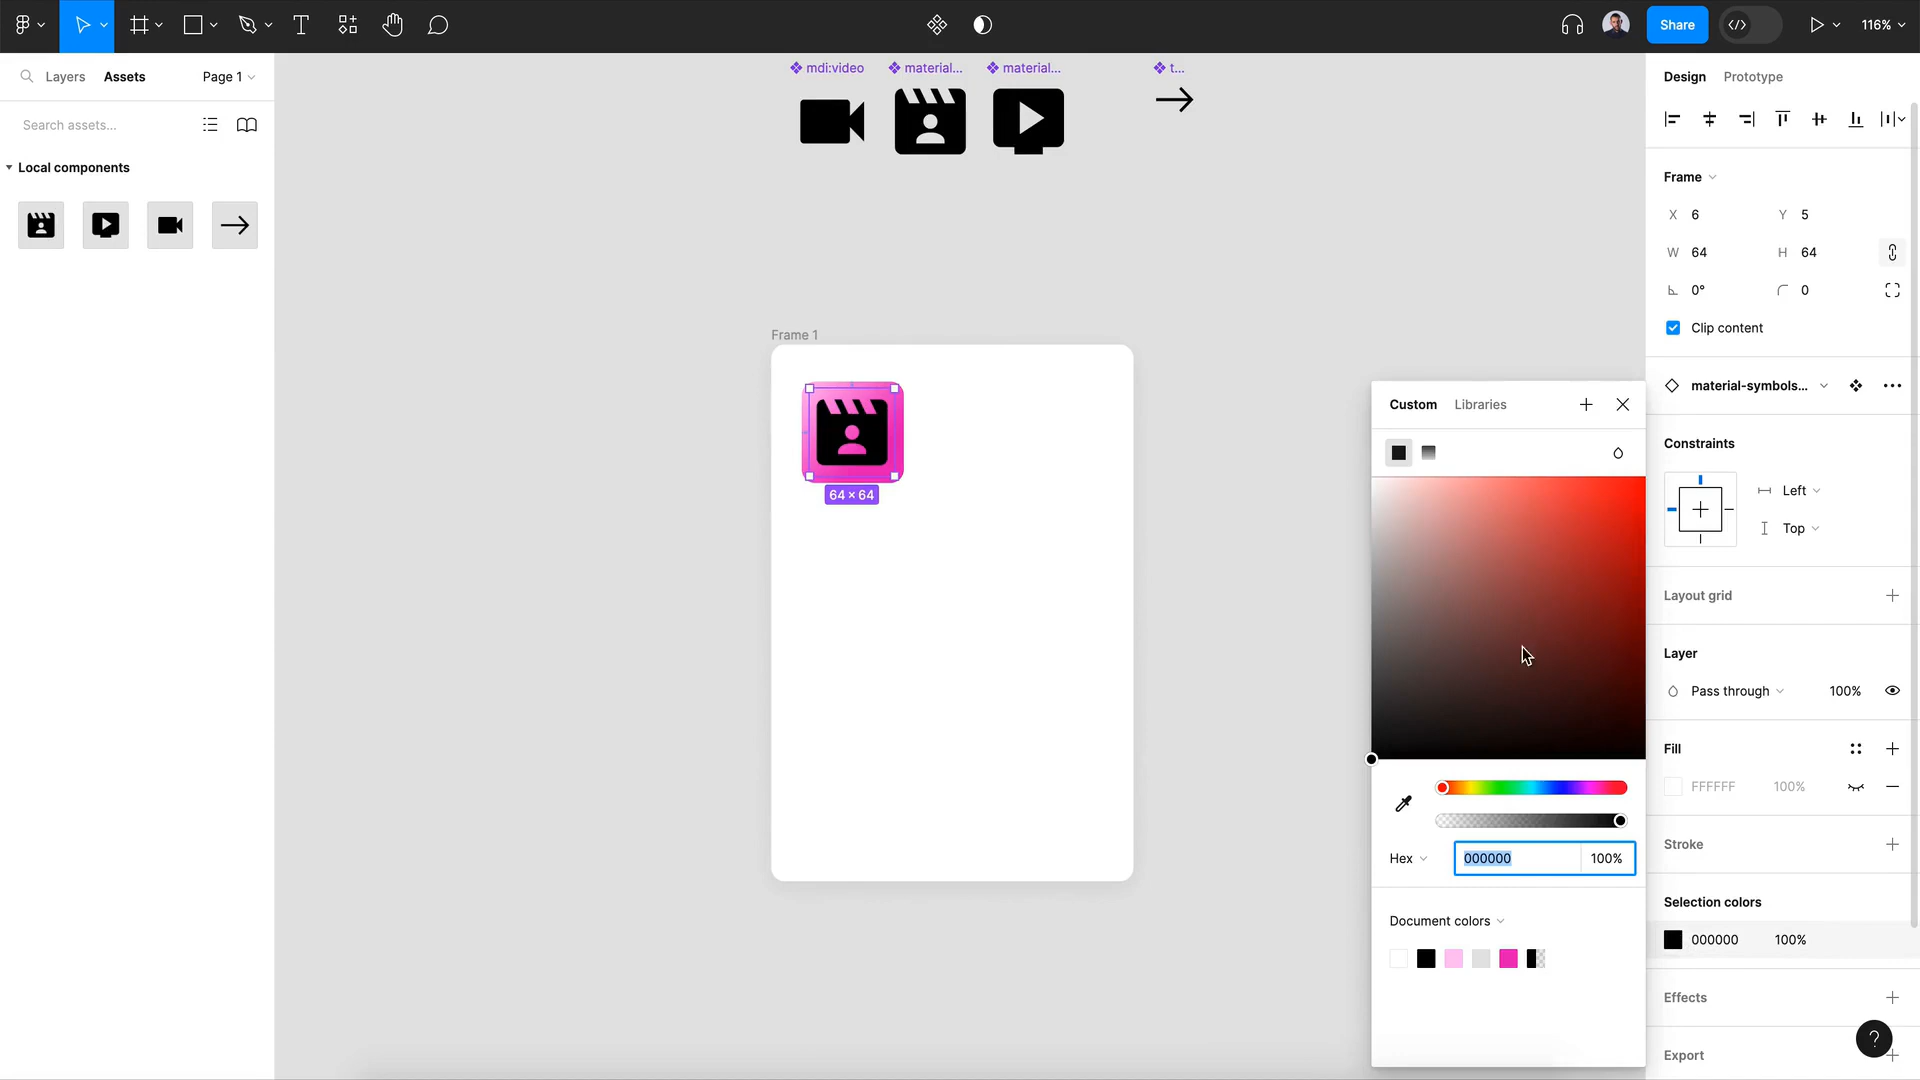 Share
116%
Layers
Assets
Page 1
Search assets...
Local components
mdi:video
material...
material...
t...
Frame 1
64 × 64
Custom
Libraries
Hex
000000
100%
Document colors
Design
Prototype
Frame
X 6
Y 5
W 64
H 64
0°
0
Clip content
material-symbols...
Constraints
Left
Top
Layout grid
Layer
Pass through
100%
Fill
FFFFFF
100%
Stroke
Selection colors
000000
100%
Effects
Export
?